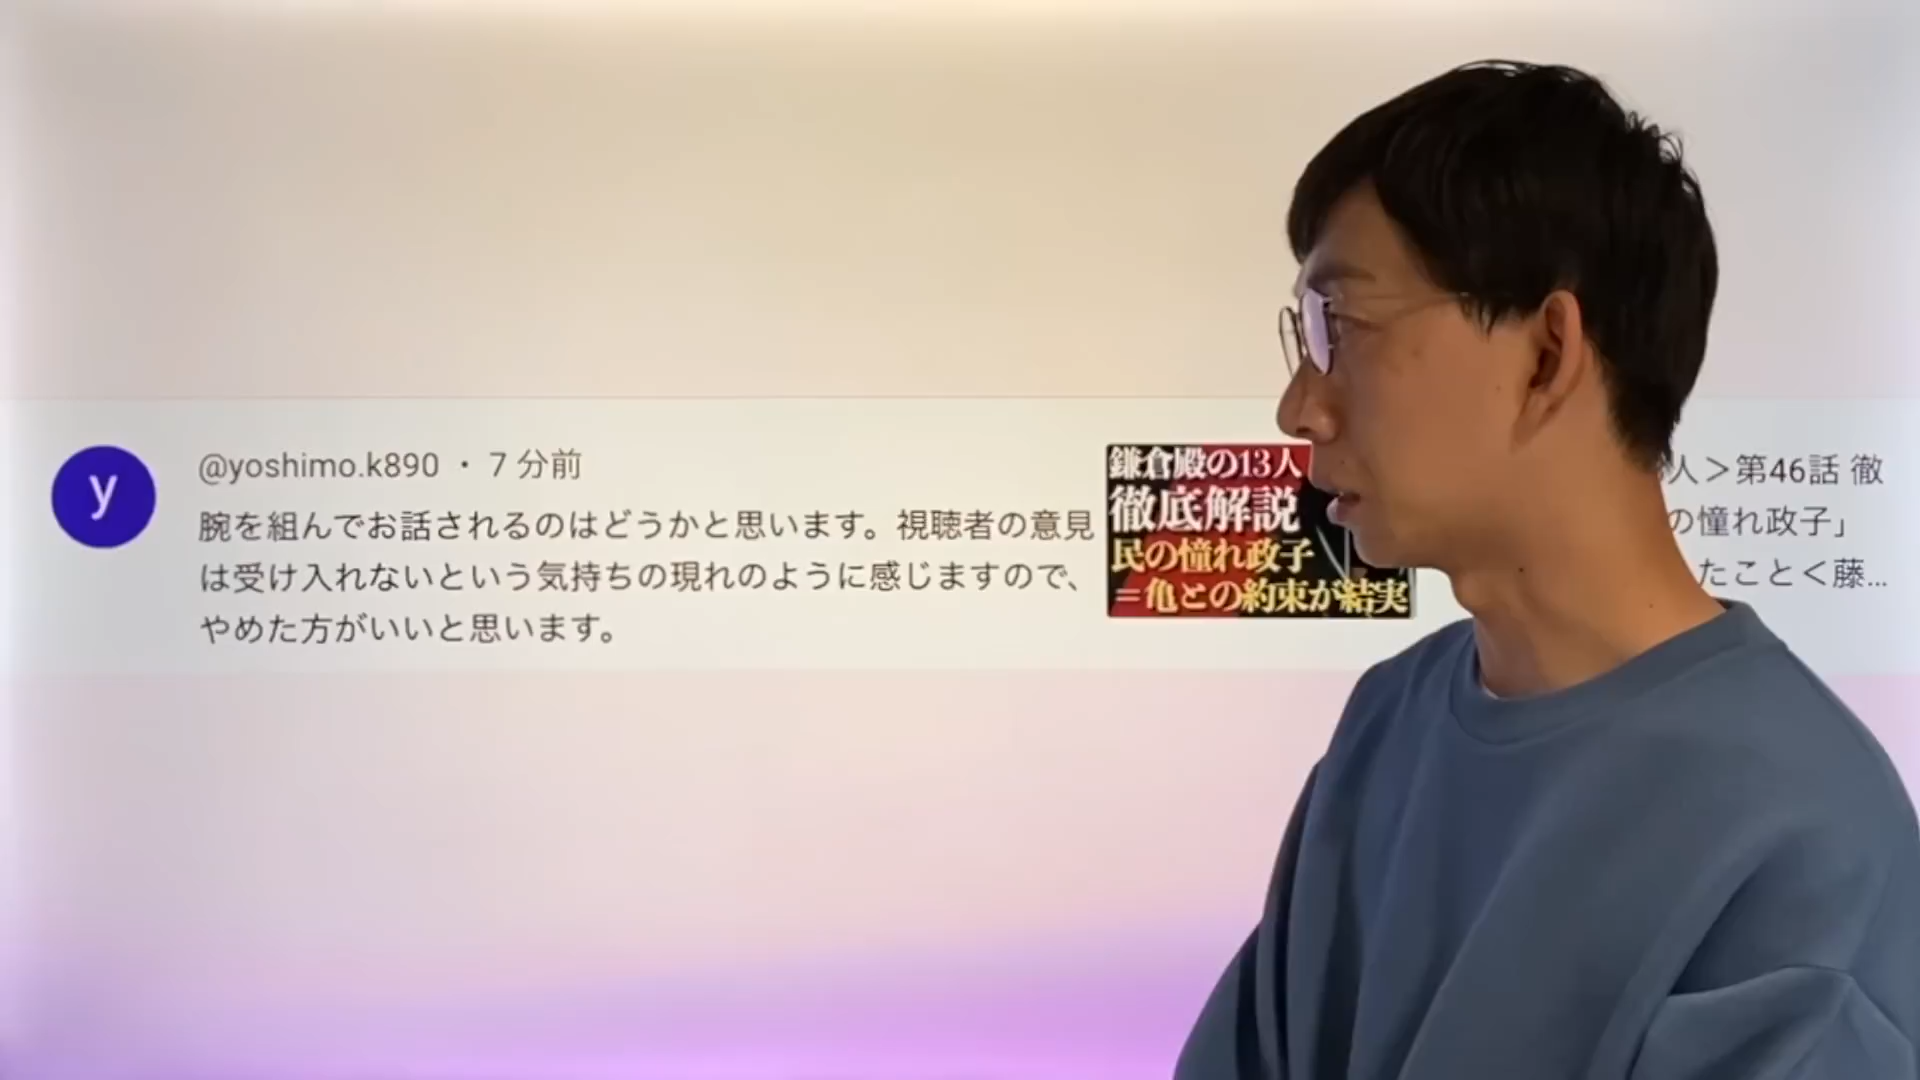 y
@yoshimo.k890 ・ 7 分前
腕を組んでお話されるのはどうかと思います。視聴者の意見
は受け入れないという気持ちの現れのように感じますので、
やめた方がいいと思います。
鎌倉殿の13人
徹底解説
民の憧れ政子
＝亀との約束が結実
人＞第46話 徹
の憧れ政子」
たこと＜藤...